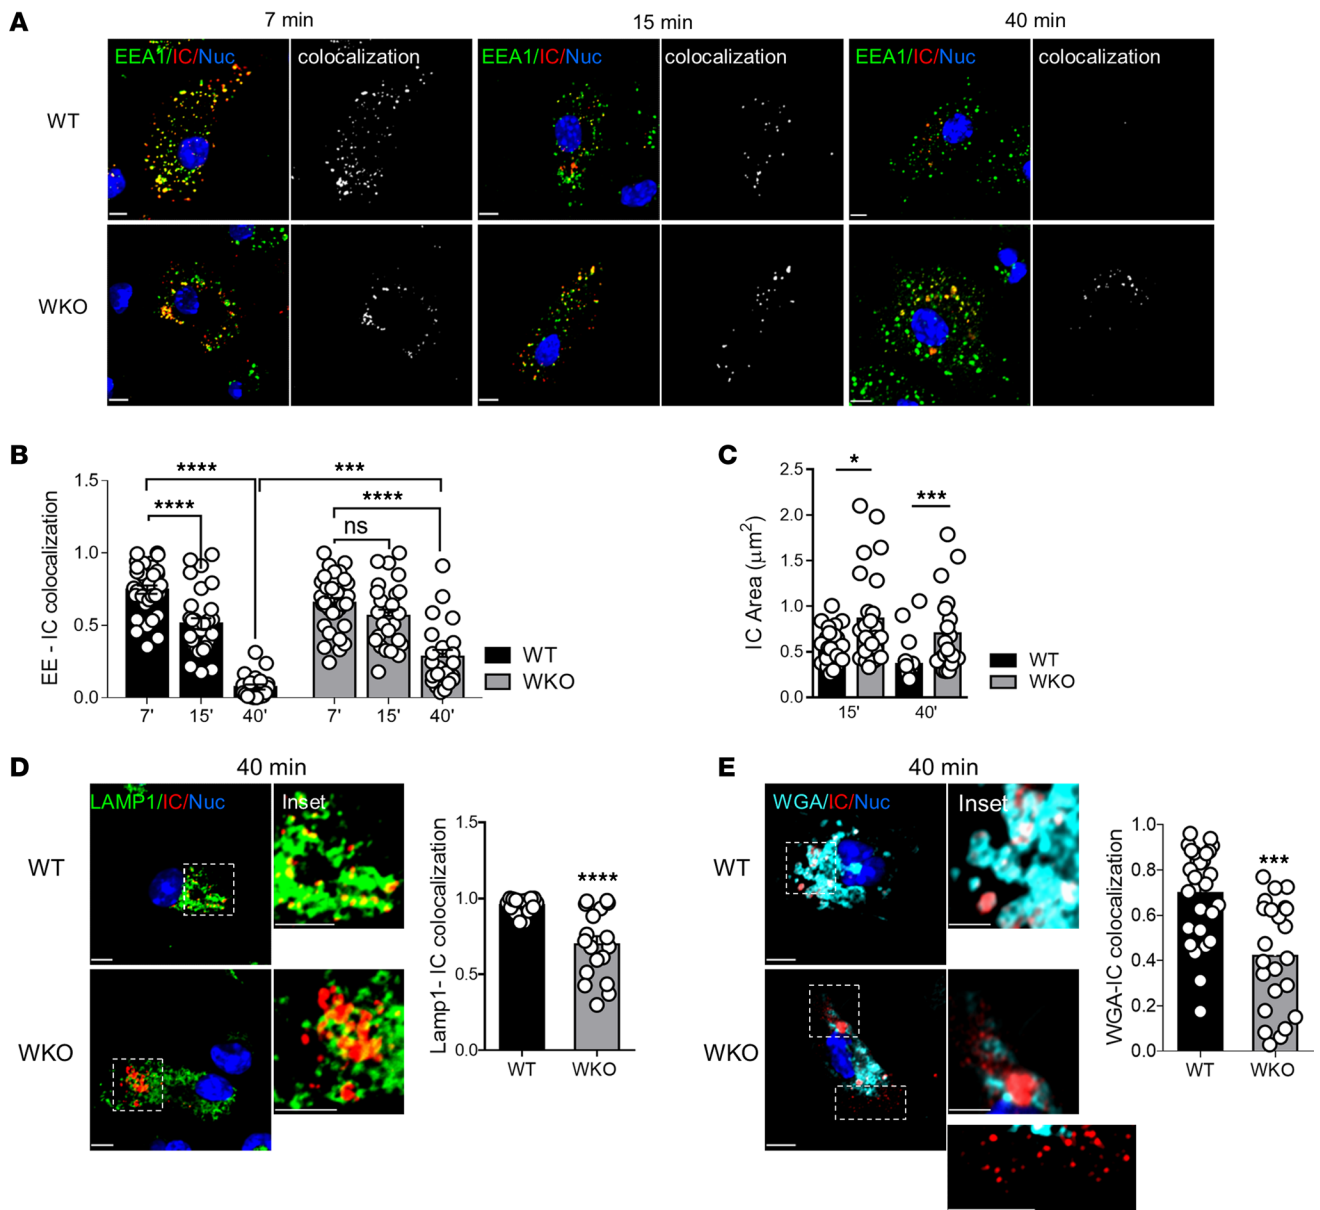 A
7 min
15 min
40 min
EEA1/IC/Nuc
colocalization
EEA1/IC/Nuc
colocalization
EEA1/IC/Nuc
colocalization
WT
WKO
B
EE - IC colocalization
1.5
1.0
0.5
0.0
****
****
***
****
ns
7'
15'
40'
7'
15'
40'
WT
WKO
C
IC Area (μm²)
2.5
2.0
1.5
1.0
0.5
0.0
*
***
15'
40'
WT
WKO
D
40 min
LAMP1/IC/Nuc
Inset
WT
WKO
Lamp1- IC colocalization
1.5
1.0
0.5
0.0
****
WT
WKO
E
40 min
WGA/IC/Nuc
Inset
WT
WKO
WGA-IC colocalization
1.0
0.8
0.6
0.4
0.2
0.0
***
WT
WKO